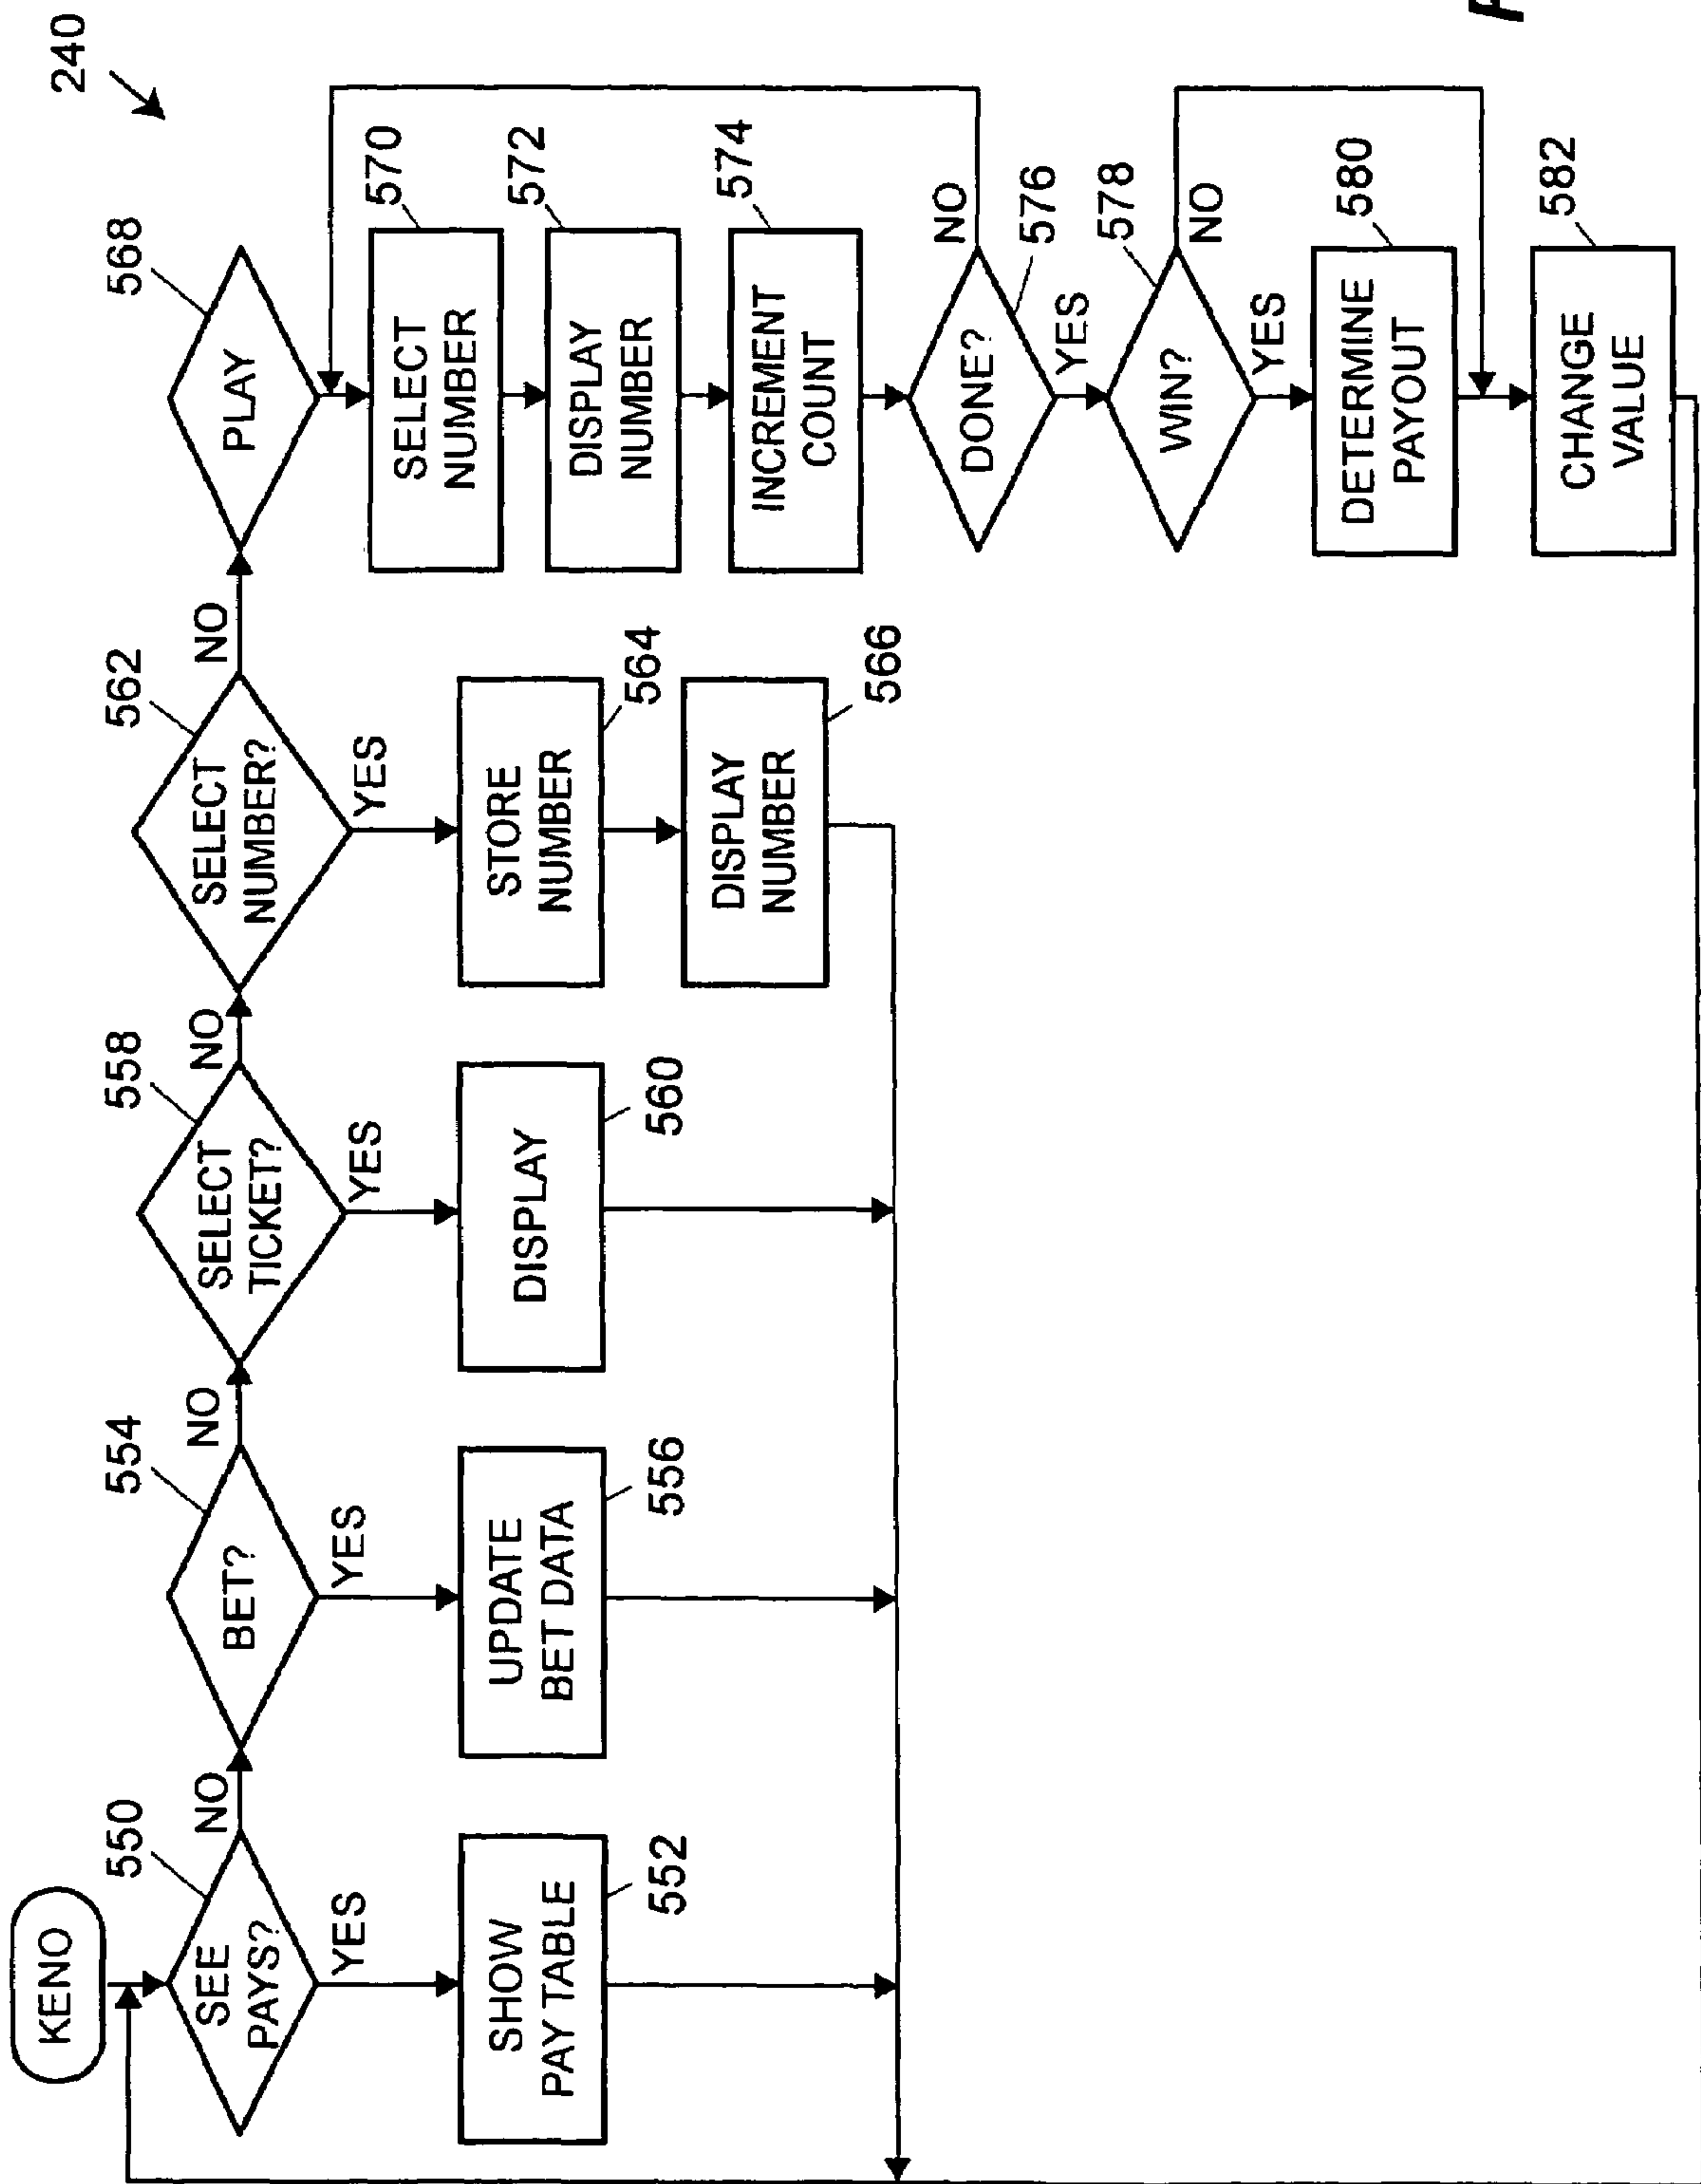 240
KENO
550
SEE
PAYS?
NO
YES
SHOW
PAY TABLE
552
554
BET?
NO
YES
UPDATE
BET DATA
556
558
SELECT
TICKET?
NO
YES
DISPLAY
560
562
SELECT
NUMBER?
NO
YES
STORE
NUMBER
564
DISPLAY
NUMBER
566
568
PLAY
570
SELECT
NUMBER
572
DISPLAY
NUMBER
574
INCREMENT
COUNT
DONE?
NO
576
YES
578
WIN?
NO
YES
580
DETERMINE
PAYOUT
582
CHANGE
VALUE